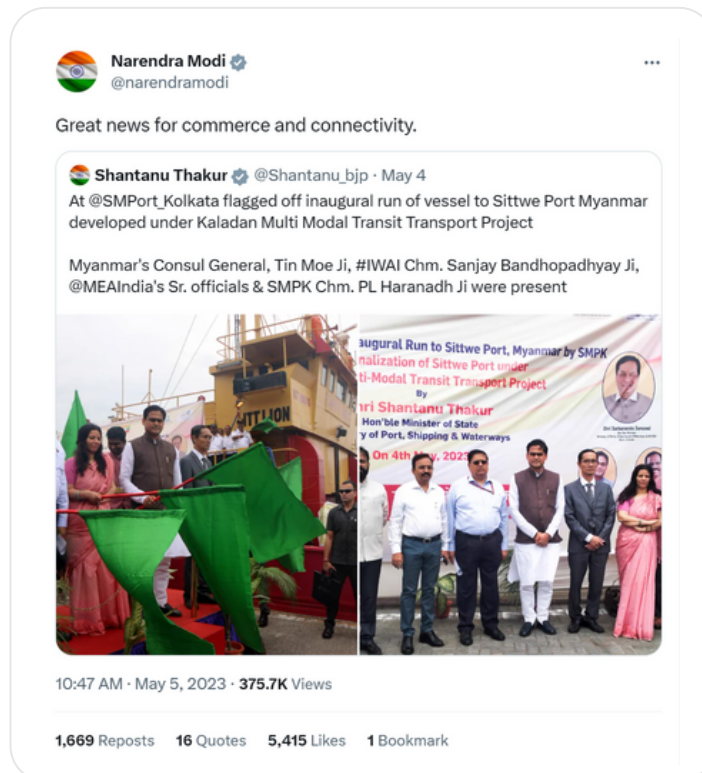 Narendra Modi
@narendramodi
Great news for commerce and connectivity.
Shantanu Thakur @Shantanu_bjp · May 4
At @SMPort_Kolkata flagged off inaugural run of vessel to Sittwe Port Myanmar
developed under Kaladan Multi Modal Transit Transport Project
Myanmar's Consul General, Tin Moe Ji, #IWAI Chm. Sanjay Bandhopadhyay Ji,
@MEAIndia's Sr. officials & SMPK Chm. PL Haranadh Ji were present
ITT LION
augural Run to Sittwe Port, Myanmar by SMPK
nalization of Sittwe Port under
ti-Modal Transit Transport Project
By
ri Shantanu Thakur
Hon'ble Minister of State
y of Port, Shipping & Waterways
On 4th May, 2023
10:47 AM · May 5, 2023 · 375.7K Views
1,669 Reposts 16 Quotes 5,415 Likes 1 Bookmark